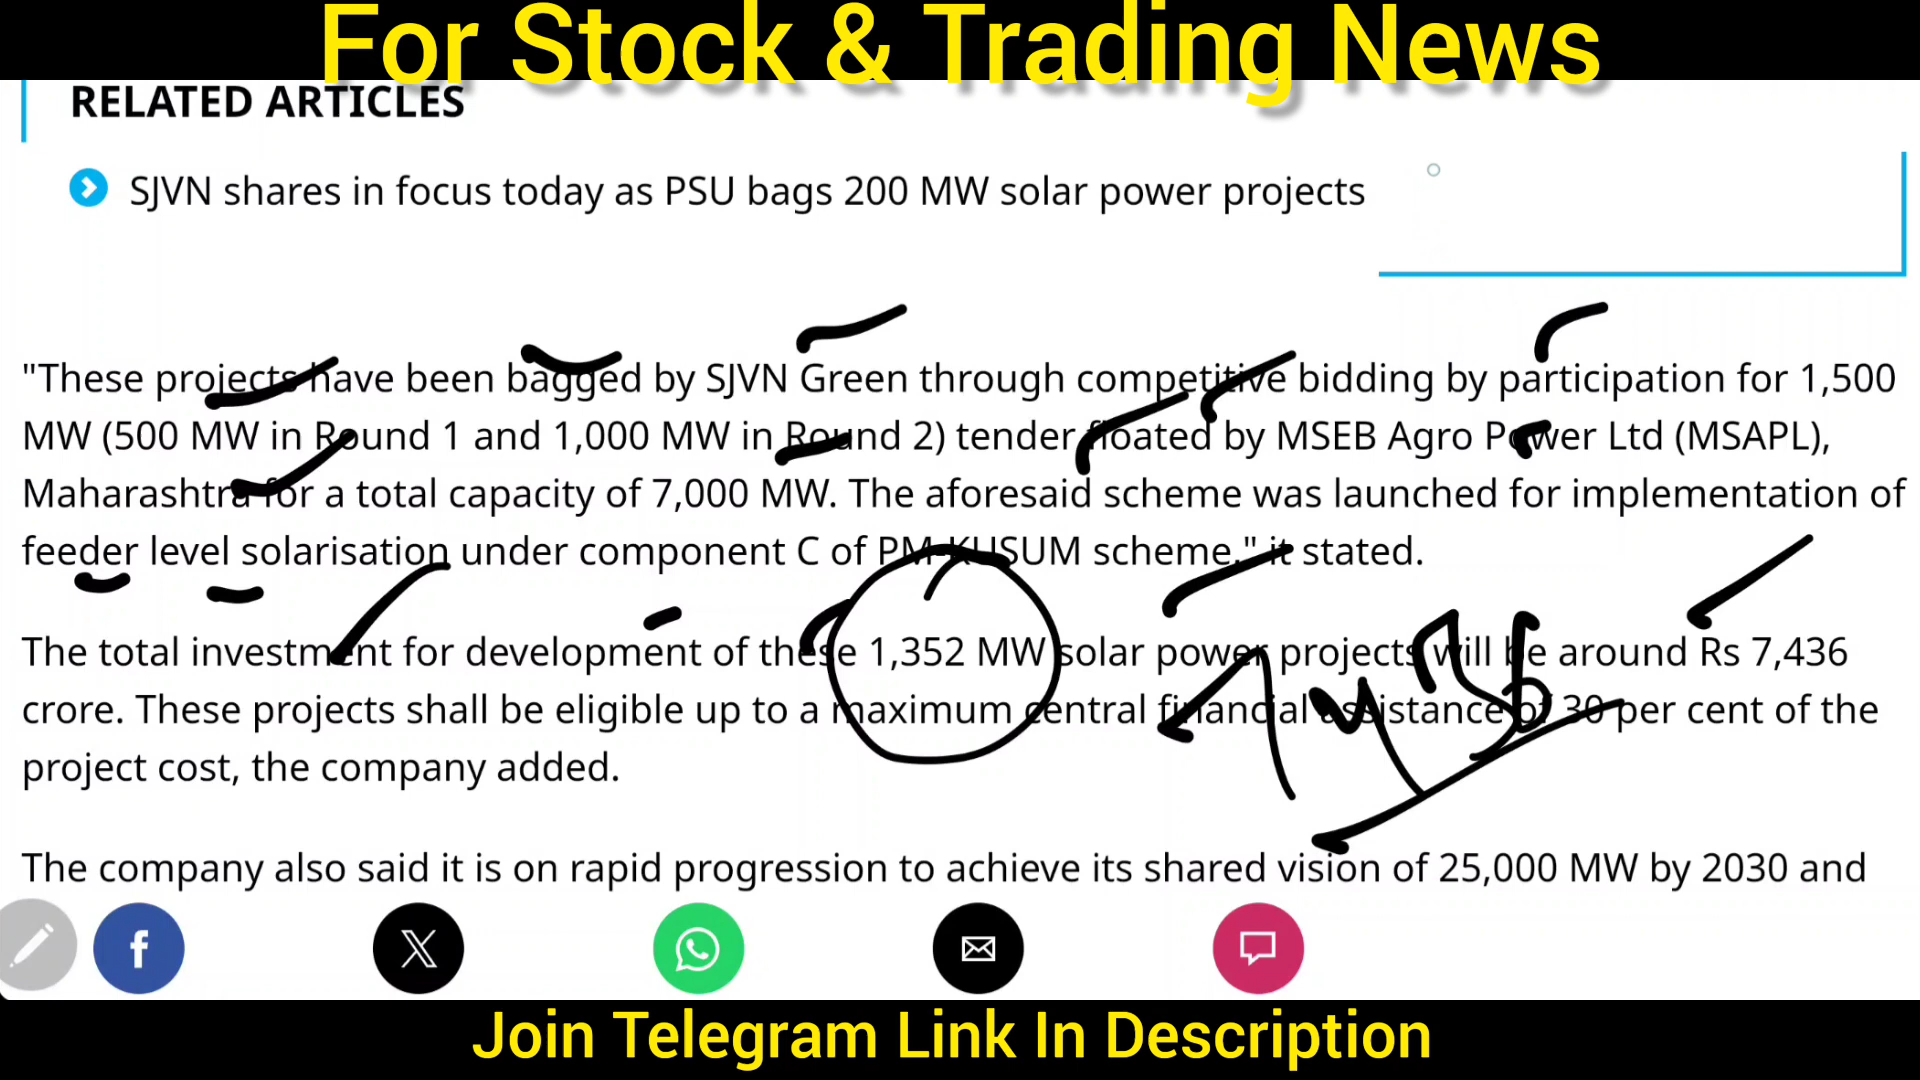 For Stock & Trading News
RELATED ARTICLES
SJVN shares in focus today as PSU bags 200 MW solar power projects
"These projects have been bagged by SJVN Green through competitive bidding by participation for 1,500
MW (500 MW in Round 1 and 1,000 MW in Round 2) tender floated by MSEB Agro Power Ltd (MSAPL),
Maharashtra for a total capacity of 7,000 MW. The aforesaid scheme was launched for implementation of
feeder level solarisation under component C of PM-KUSUM scheme," it stated.
The total investment for development of these 1,352 MW solar power projects will be around Rs 7,436
crore. These projects shall be eligible up to a maximum central financial assistance of 30 per cent of the
project cost, the company added.
7436
The company also said it is on rapid progression to achieve its shared vision of 25,000 MW by 2030 and
Join Telegram Link In Description